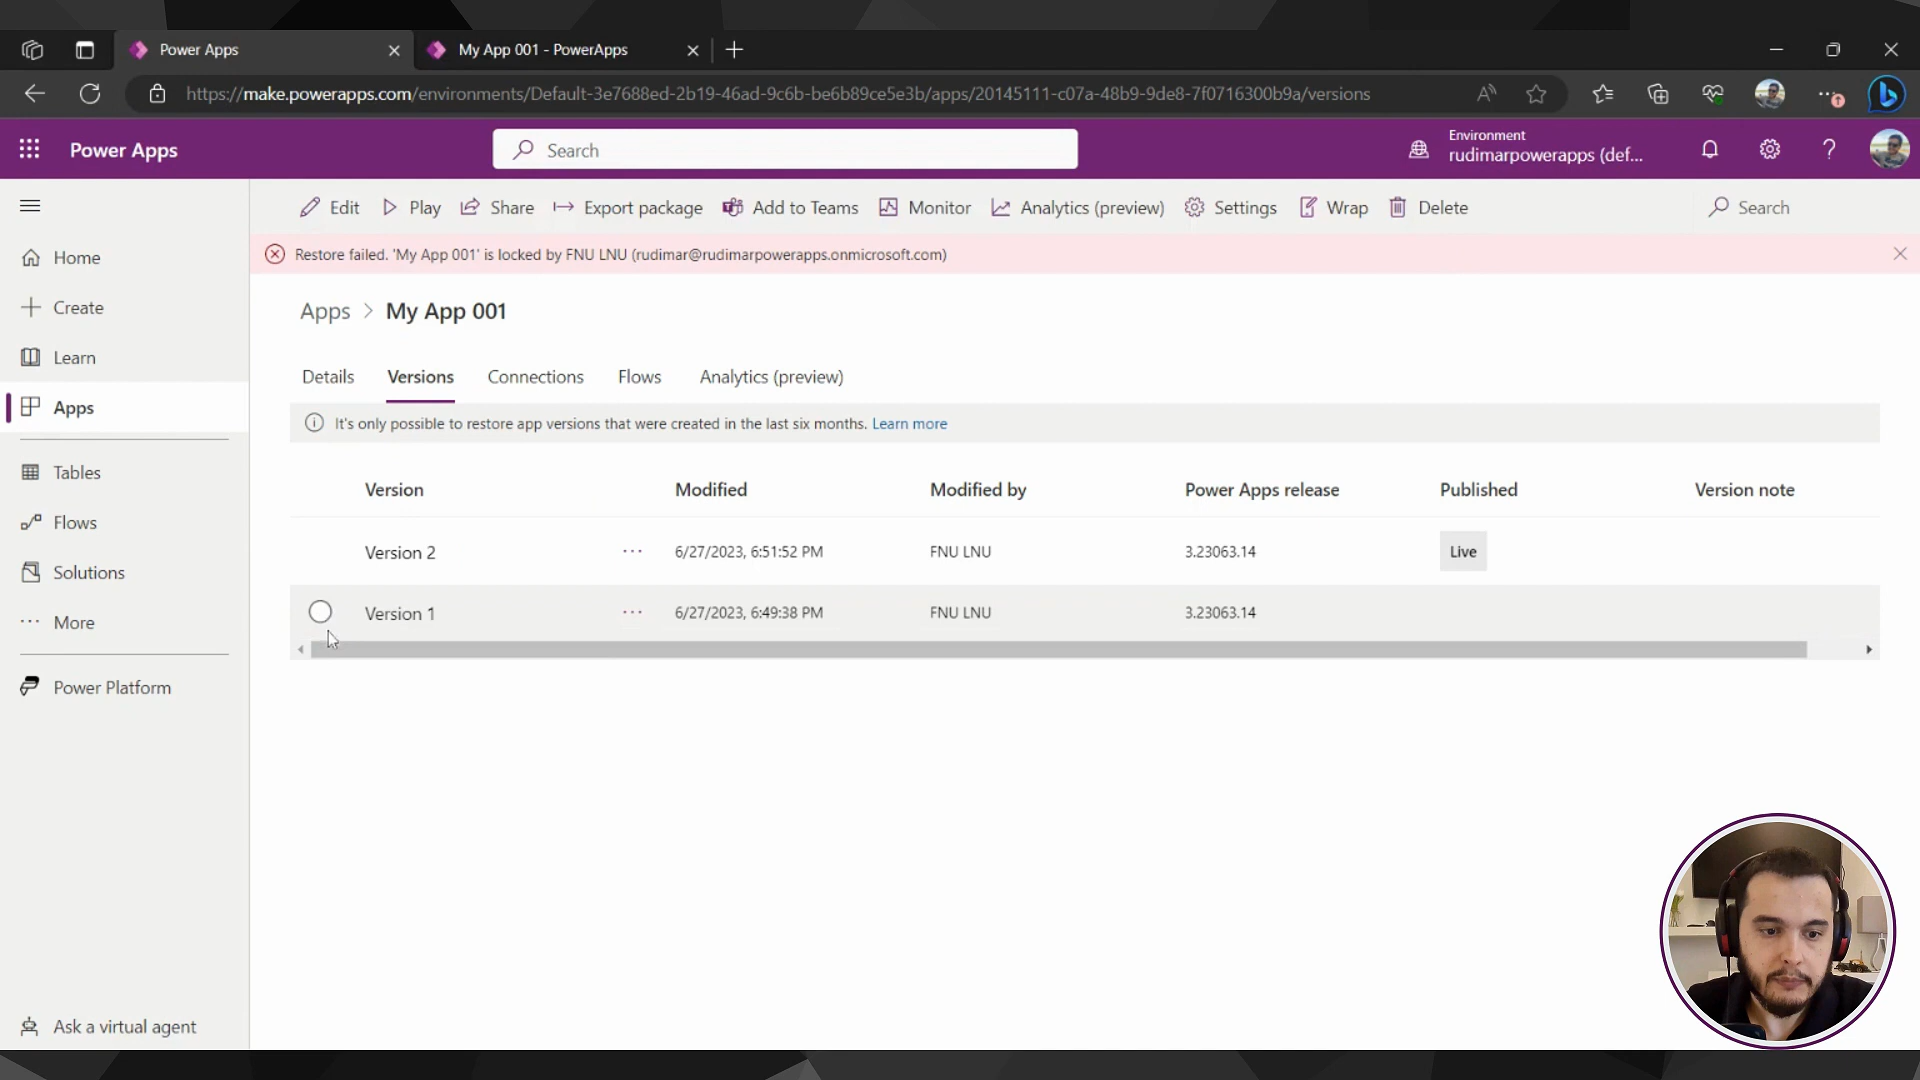 Power Apps
My App 001 - PowerApps
https://make.powerapps.com/environments/Default-3e7688ed-2b19-46ad-9c6b-be6b89ce5e3b/apps/20145111-c07a-48b9-9de8-7f0716300b9a/versions
Power Apps
Search
Environment
rudimarpowerapps (def...
Edit
Play
Share
Export package
Add to Teams
Monitor
Analytics (preview)
Settings
Wrap
Delete
Search
Restore failed. 'My App 001' is locked by FNU LNU (rudimar@rudimarpowerapps.onmicrosoft.com)
Home
Create
Learn
Apps
Tables
Flows
Solutions
More
Power Platform
Ask a virtual agent
Apps > My App 001
Details Versions Connections Flows Analytics (preview)
It's only possible to restore app versions that were created in the last six months. Learn more
Version Modified Modified by Power Apps release Published Version note
Version 2 ... 6/27/2023, 6:51:52 PM FNU LNU 3.23063.14 Live
Version 1 ... 6/27/2023, 6:49:38 PM FNU LNU 3.23063.14